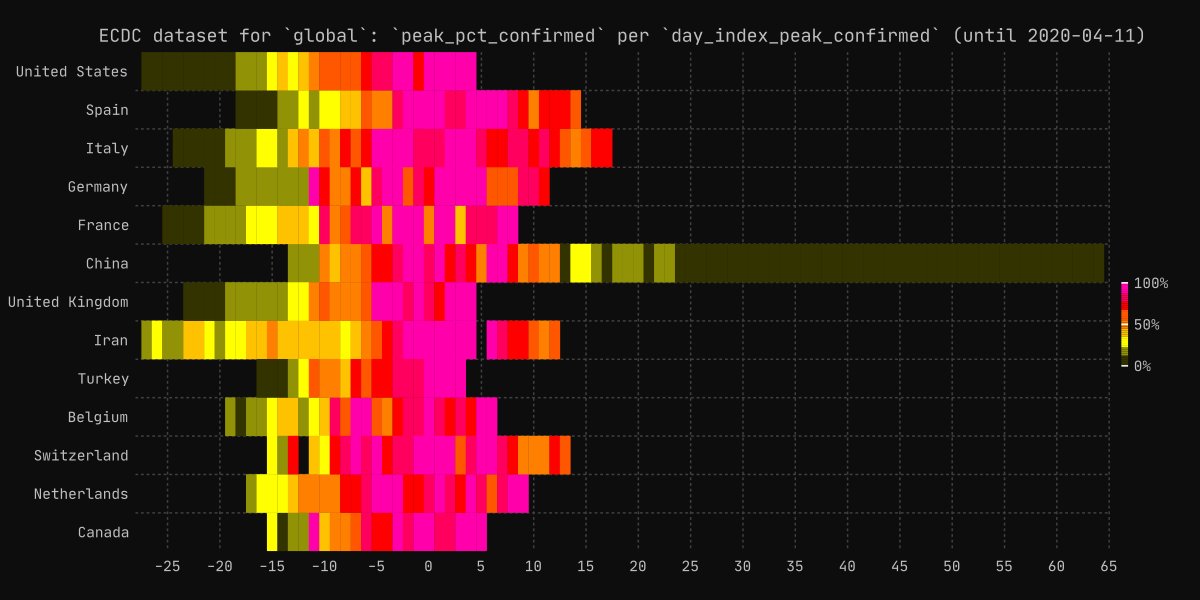 ECDC dataset for `global`: `peak_pct_confirmed` per `day_index_peak_confirmed` (until 2020-04-11)
United States
Spain
Italy
Germany
France
China
United Kingdom
Iran
Turkey
Belgium
Switzerland
Netherlands
Canada
100%
50%
0%
−25 −20 −15 −10 −5 0 5 10 15 20 25 30 35 40 45 50 55 60 65